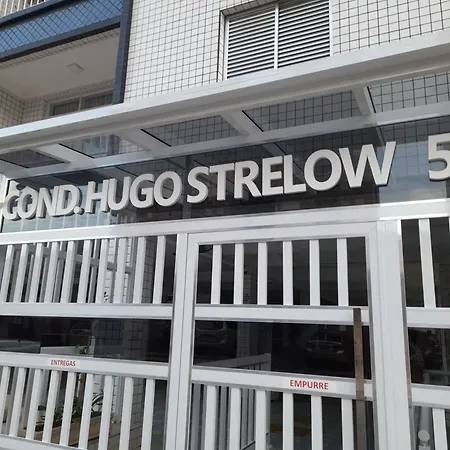 COND. HUGO STRELOW 5
ENTREGAS
EMPURRE